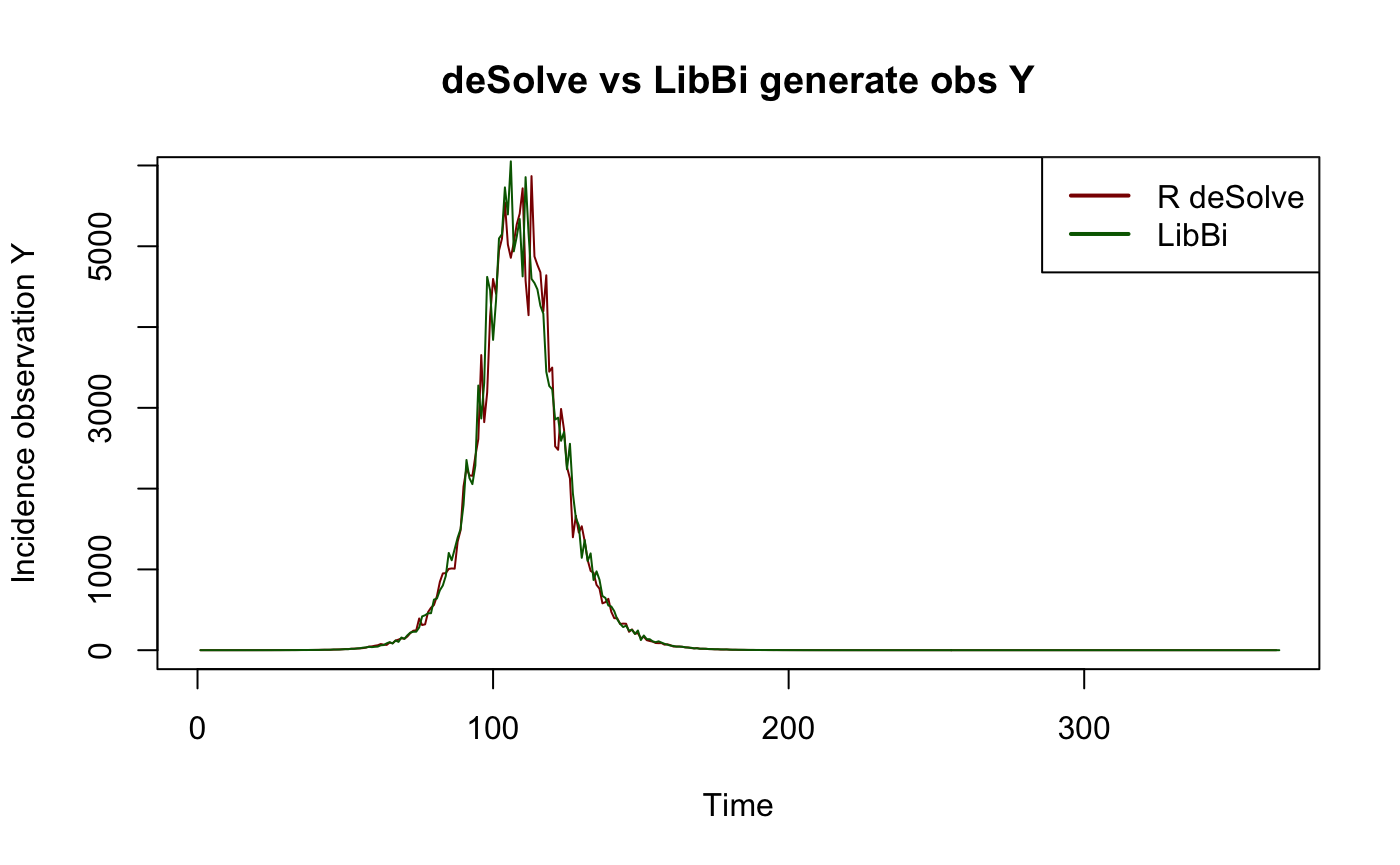 deSolve vs LibBi generate obs Y
R deSolve
LibBi
Incidence observation Y
5000
3000
1000
0
0 100 200 300
Time